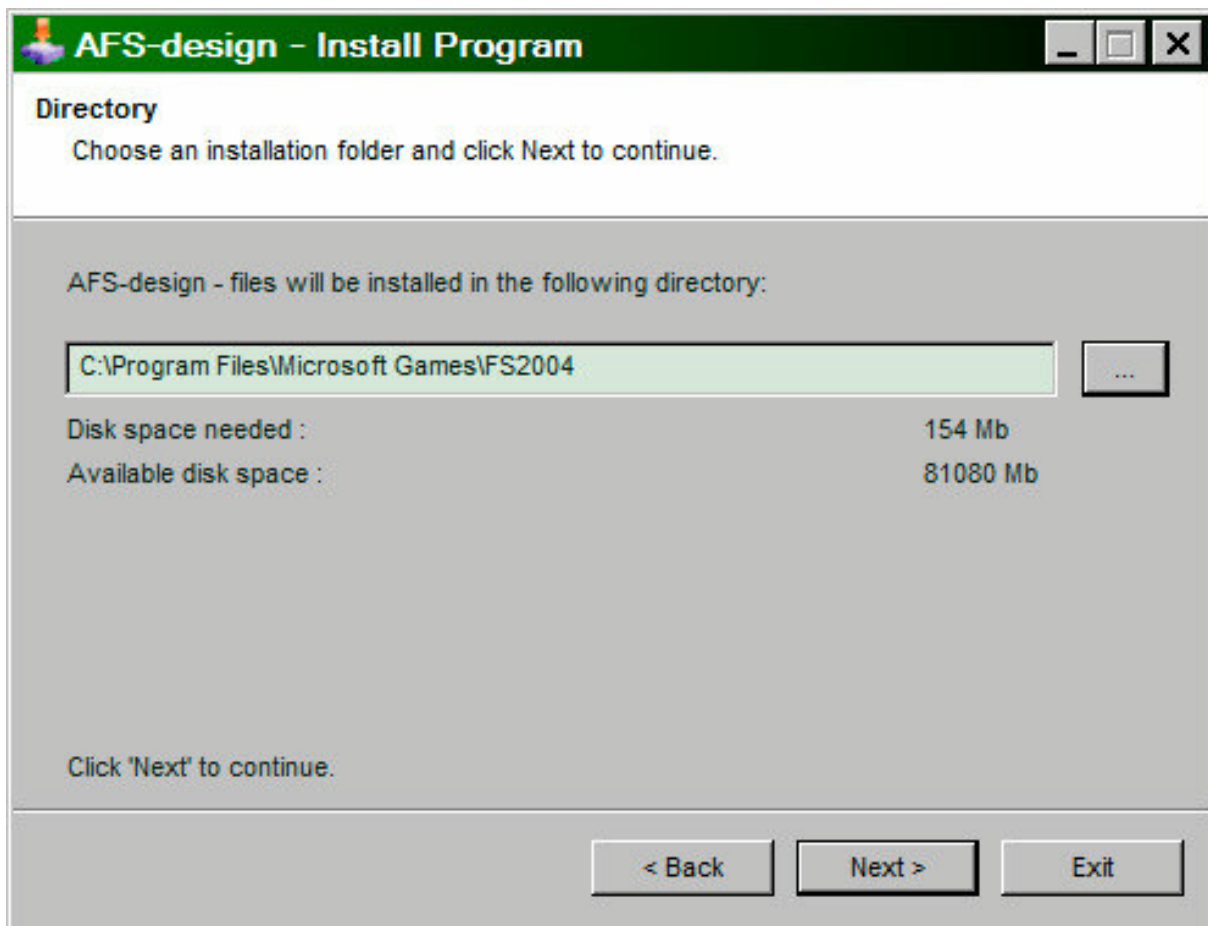 AFS-design - Install Program
Directory
Choose an installation folder and click Next to continue.
AFS-design - files will be installed in the following directory:
C:\Program Files\Microsoft Games\FS2004
...
Disk space needed : 154 Mb
Available disk space : 81080 Mb
Click 'Next' to continue.
< Back Next > Exit